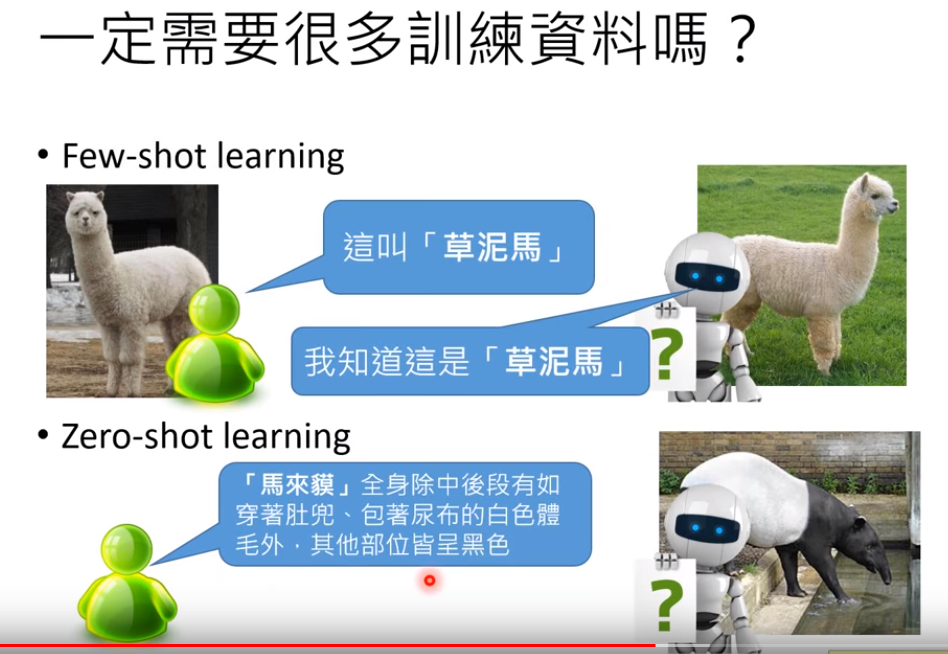 一定需要很多訓練資料嗎？
• Few-shot learning
這叫「草泥馬」
我知道這是「草泥馬」
?
• Zero-shot learning
「馬來貘」全身除中後段有如
穿著肚兜、包著尿布的白色體
毛外，其他部位皆呈黑色
?